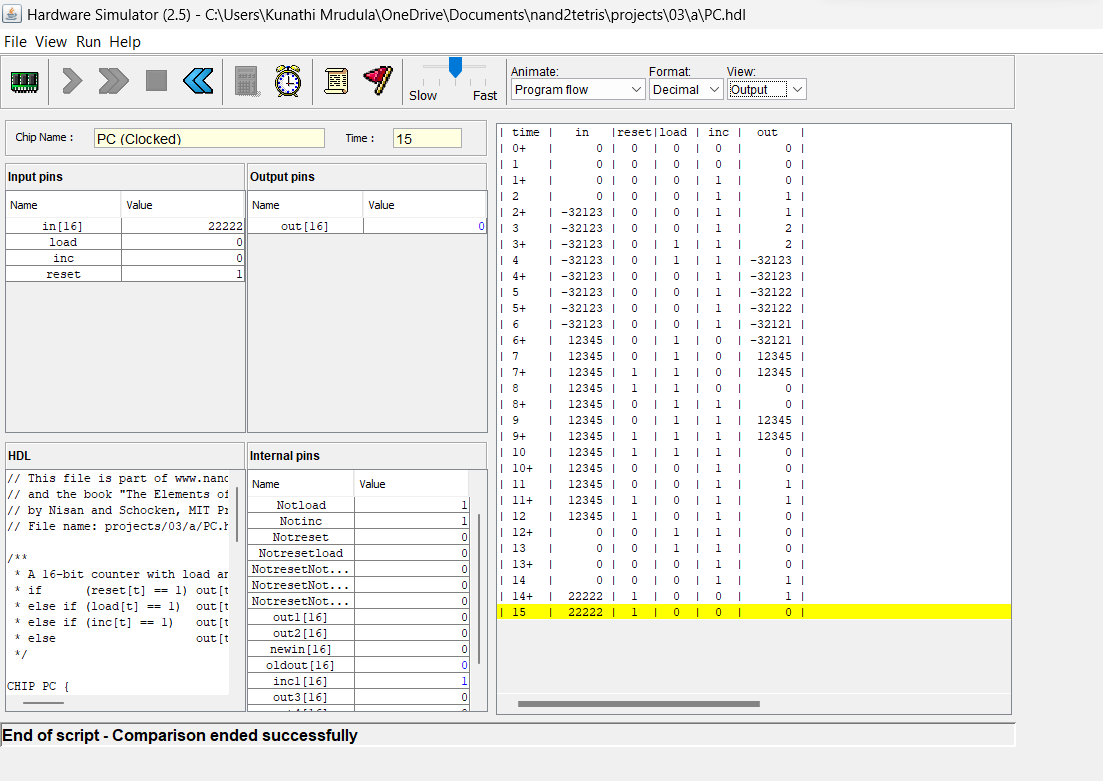 Hardware Simulator (2.5) - C:\Users\Kunathi Mrudula\OneDrive\Documents\nand2tetris\projects\03\a\PC.hdl
File View Run Help
Slow Fast
Animate: Format: View:
Program flow Decimal Output
Chip Name : PC (Clocked) Time : 15
Input pins
Name Value
in[16] 22222
load 0
inc 0
reset 1
Output pins
Name Value
out[16] 0
HDL
// This file is part of www.nand
// and the book "The Elements of
// by Nisan and Schocken, MIT Pr
// File name: projects/03/a/PC.h
/**
* A 16-bit counter with load an
* if (reset[t] == 1) out[t
* else if (load[t] == 1) out[t
* else if (inc[t] == 1) out[t
* else out[t
*/
CHIP PC {
Internal pins
Name Value
Notload 1
Notinc 1
Notreset 0
Notresetload 0
NotresetNot... 0
NotresetNot... 0
NotresetNot... 0
out1[16] 0
out2[16] 0
newin[16] 0
oldout[16] 0
inc1[16] 1
out3[16] 0
| time | in |reset|load | inc | out |
| 0+ | 0 | 0 | 0 | 0 | 0 |
| 1 | 0 | 0 | 0 | 0 | 0 |
| 1+ | 0 | 0 | 0 | 1 | 0 |
| 2 | 0 | 0 | 0 | 1 | 1 |
| 2+ | -32123 | 0 | 0 | 1 | 1 |
| 3 | -32123 | 0 | 0 | 1 | 2 |
| 3+ | -32123 | 0 | 1 | 1 | 2 |
| 4 | -32123 | 0 | 1 | 1 | -32123 |
| 4+ | -32123 | 0 | 0 | 1 | -32123 |
| 5 | -32123 | 0 | 0 | 1 | -32122 |
| 5+ | -32123 | 0 | 0 | 1 | -32122 |
| 6 | -32123 | 0 | 0 | 1 | -32121 |
| 6+ | 12345 | 0 | 1 | 0 | -32121 |
| 7 | 12345 | 0 | 1 | 0 | 12345 |
| 7+ | 12345 | 1 | 1 | 0 | 12345 |
| 8 | 12345 | 1 | 1 | 0 | 0 |
| 8+ | 12345 | 0 | 1 | 1 | 0 |
| 9 | 12345 | 0 | 1 | 1 | 12345 |
| 9+ | 12345 | 1 | 1 | 1 | 12345 |
| 10 | 12345 | 1 | 1 | 1 | 0 |
| 10+ | 12345 | 0 | 0 | 1 | 0 |
| 11 | 12345 | 0 | 0 | 1 | 1 |
| 11+ | 12345 | 1 | 0 | 1 | 1 |
| 12 | 12345 | 1 | 0 | 1 | 0 |
| 12+ | 0 | 0 | 1 | 1 | 0 |
| 13 | 0 | 0 | 1 | 1 | 0 |
| 13+ | 0 | 0 | 0 | 1 | 0 |
| 14 | 0 | 0 | 0 | 1 | 1 |
| 14+ | 22222 | 1 | 0 | 0 | 1 |
| 15 | 22222 | 1 | 0 | 0 | 0 |
End of script - Comparison ended successfully